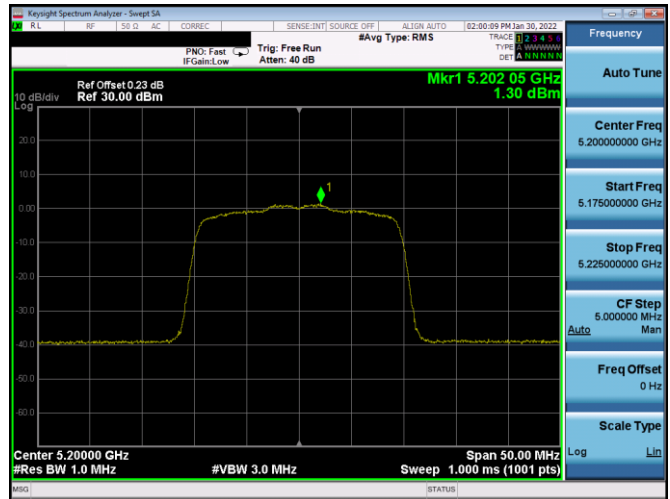 Keysight Spectrum Analyzer - Swept SA
RL RF 50 Ω AC CORREC SENSE:INT SOURCE OFF ALIGN AUTO 02:00:09 PM Jan 30, 2022
#Avg Type: RMS
TRACE 1 2 3 4 5 6
TYPE A WWWWW
DET A N N N N N
PNO: Fast
IFGain:Low
Trig: Free Run
Atten: 40 dB
Mkr1 5.202 05 GHz
1.30 dBm
Ref Offset 0.23 dB
Ref 30.00 dBm
10 dB/div
Log
20.0
10.0
0.00
-10.0
-20.0
-30.0
-40.0
-50.0
-60.0
1
Center 5.20000 GHz
Span 50.00 MHz
#Res BW 1.0 MHz
#VBW 3.0 MHz
Sweep 1.000 ms (1001 pts)
MSG
STATUS
Frequency
Auto Tune
Center Freq
5.200000000 GHz
Start Freq
5.175000000 GHz
Stop Freq
5.225000000 GHz
CF Step
5.000000 MHz
Auto Man
Freq Offset
0 Hz
Scale Type
Log Lin